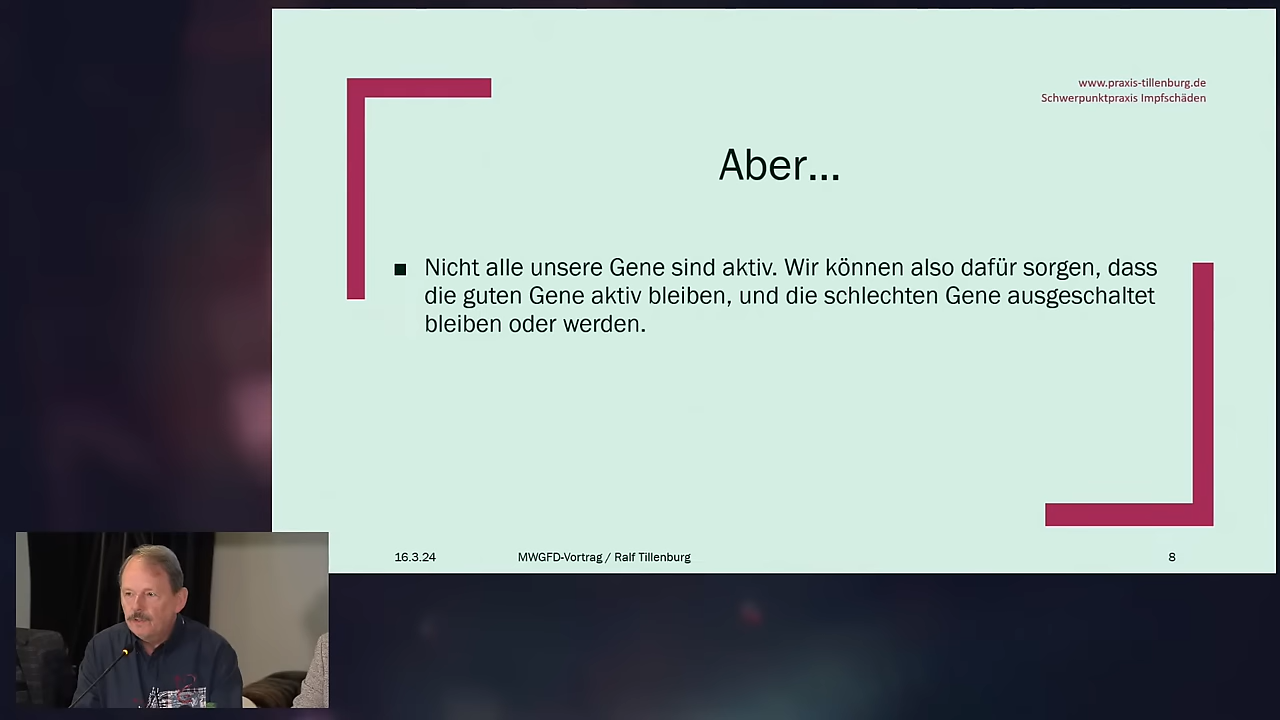 www.praxis-tillenburg.de
Schwerpunktpraxis Impfschäden
Aber...
Nicht alle unsere Gene sind aktiv. Wir können also dafür sorgen, dass
die guten Gene aktiv bleiben, und die schlechten Gene ausgeschaltet
bleiben oder werden.
16.3.24 MWGFD-Vortrag / Ralf Tillenburg 8